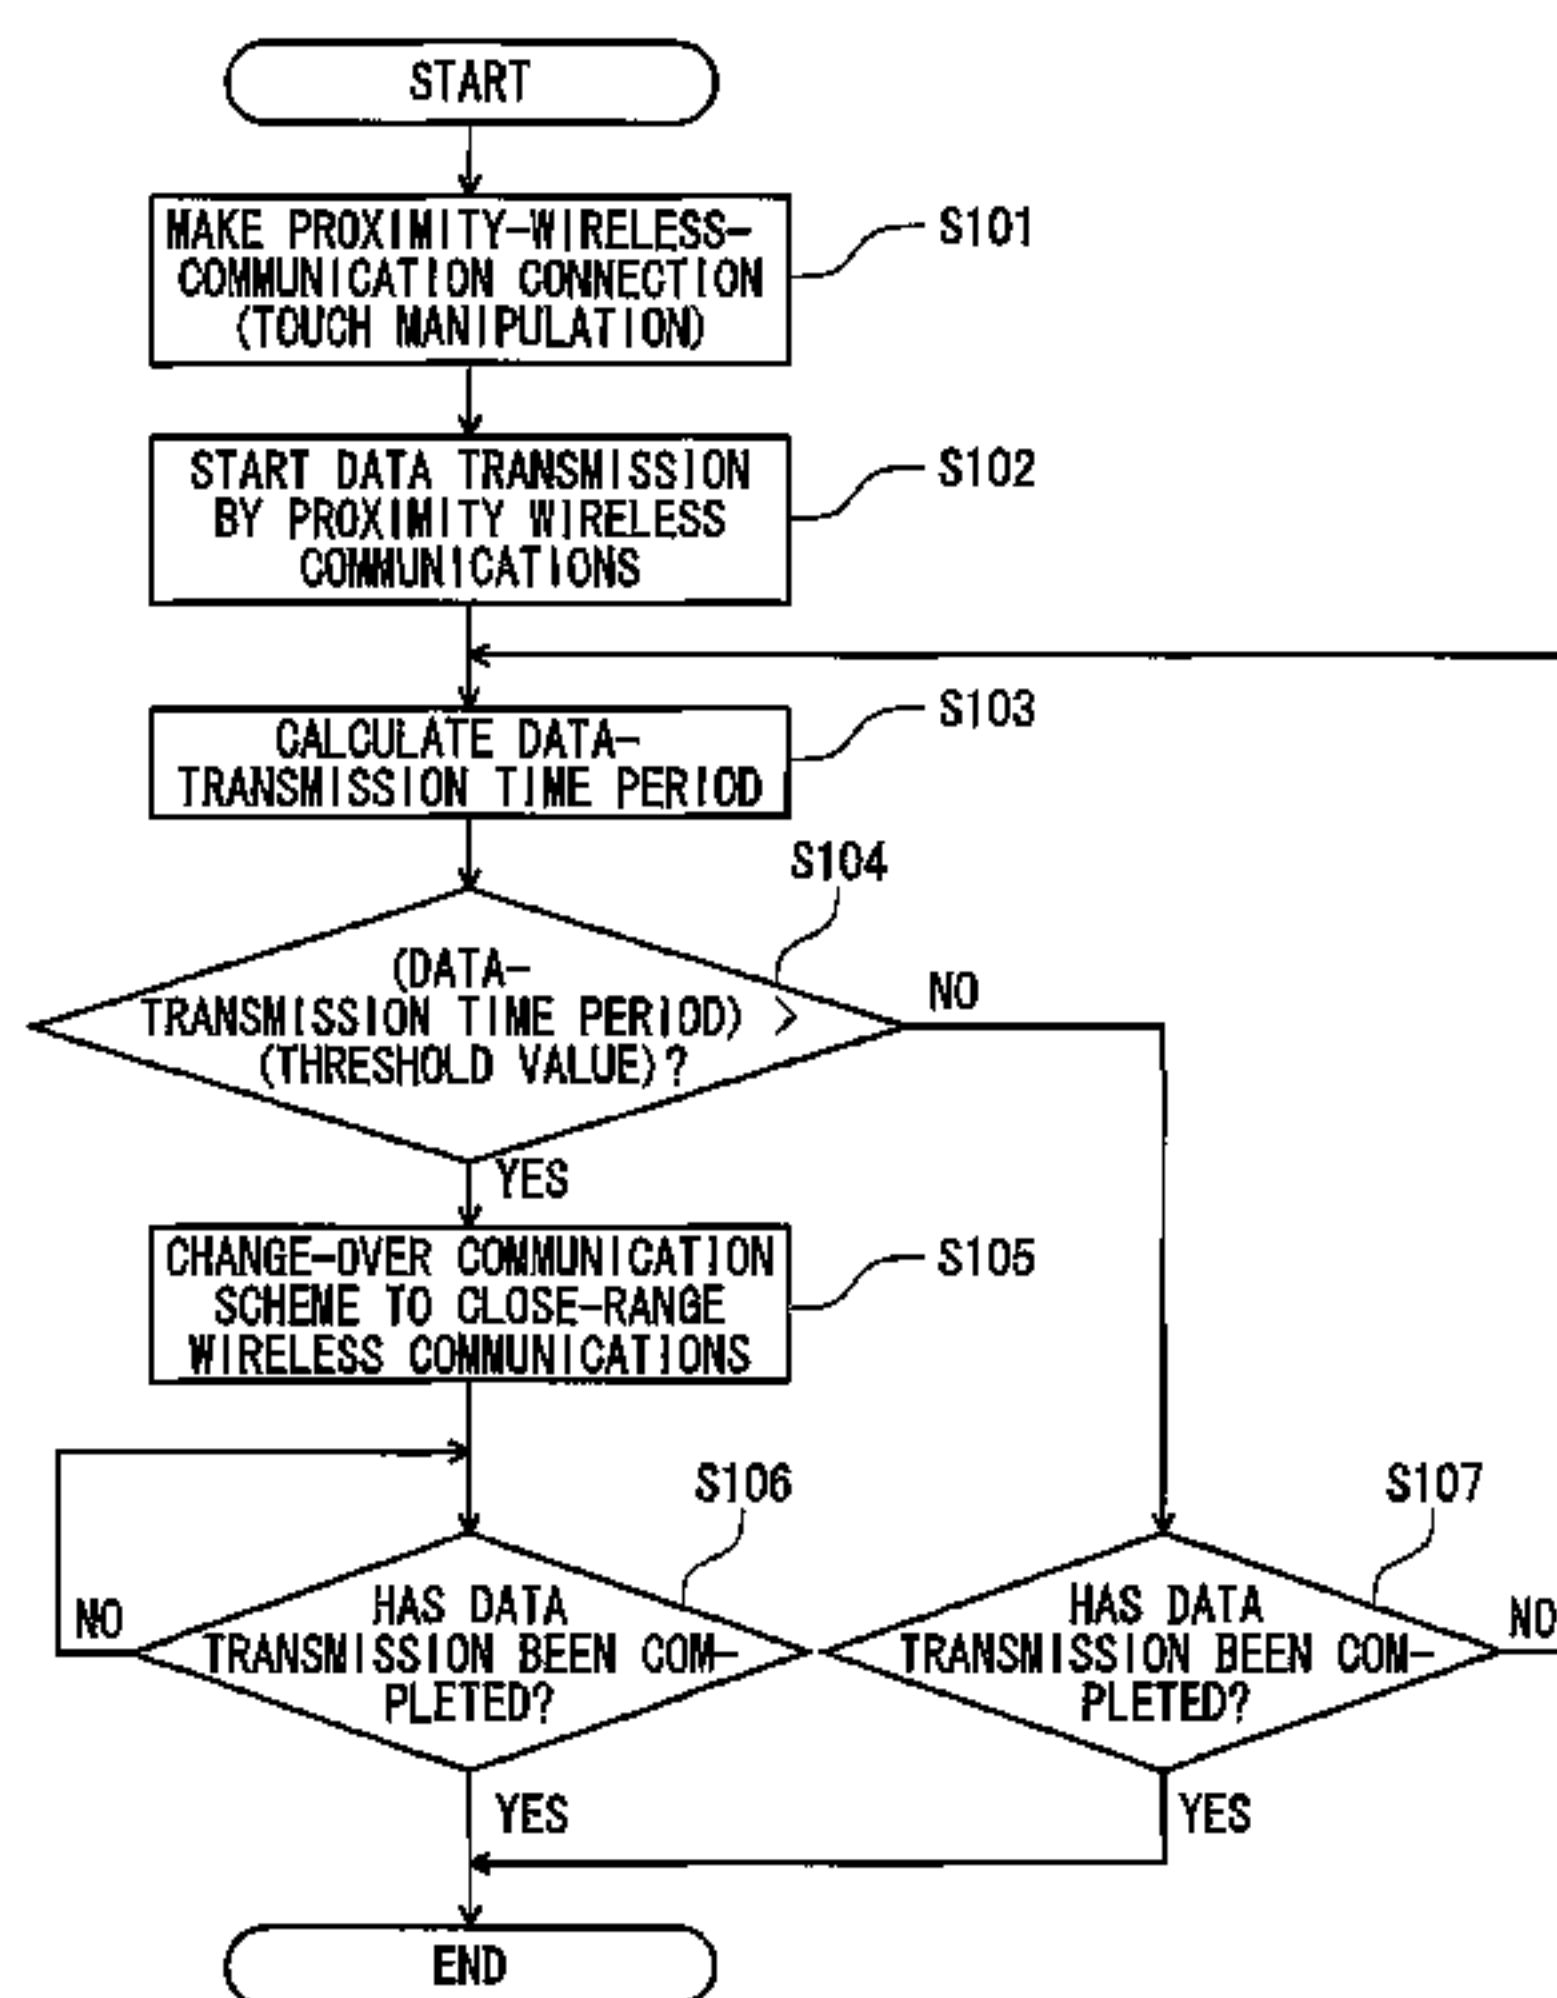 START
MAKE PROXIMITY-WIRELESS-
COMMUNICATION CONNECTION
(TOUCH MANIPULATION)
S101
START DATA TRANSMISSION
BY PROXIMITY WIRELESS
COMMUNICATIONS
S102
CALCULATE DATA-
TRANSMISSION TIME PERIOD
S103
S104
(DATA-
TRANSMISSION TIME PERIOD) >
(THRESHOLD VALUE)?
NO
YES
CHANGE-OVER COMMUNICATION
SCHEME TO CLOSE-RANGE
WIRELESS COMMUNICATIONS
S105
S106
HAS DATA
TRANSMISSION BEEN COM-
PLETED?
NO
YES
S107
HAS DATA
TRANSMISSION BEEN COM-
PLETED?
NO
YES
END